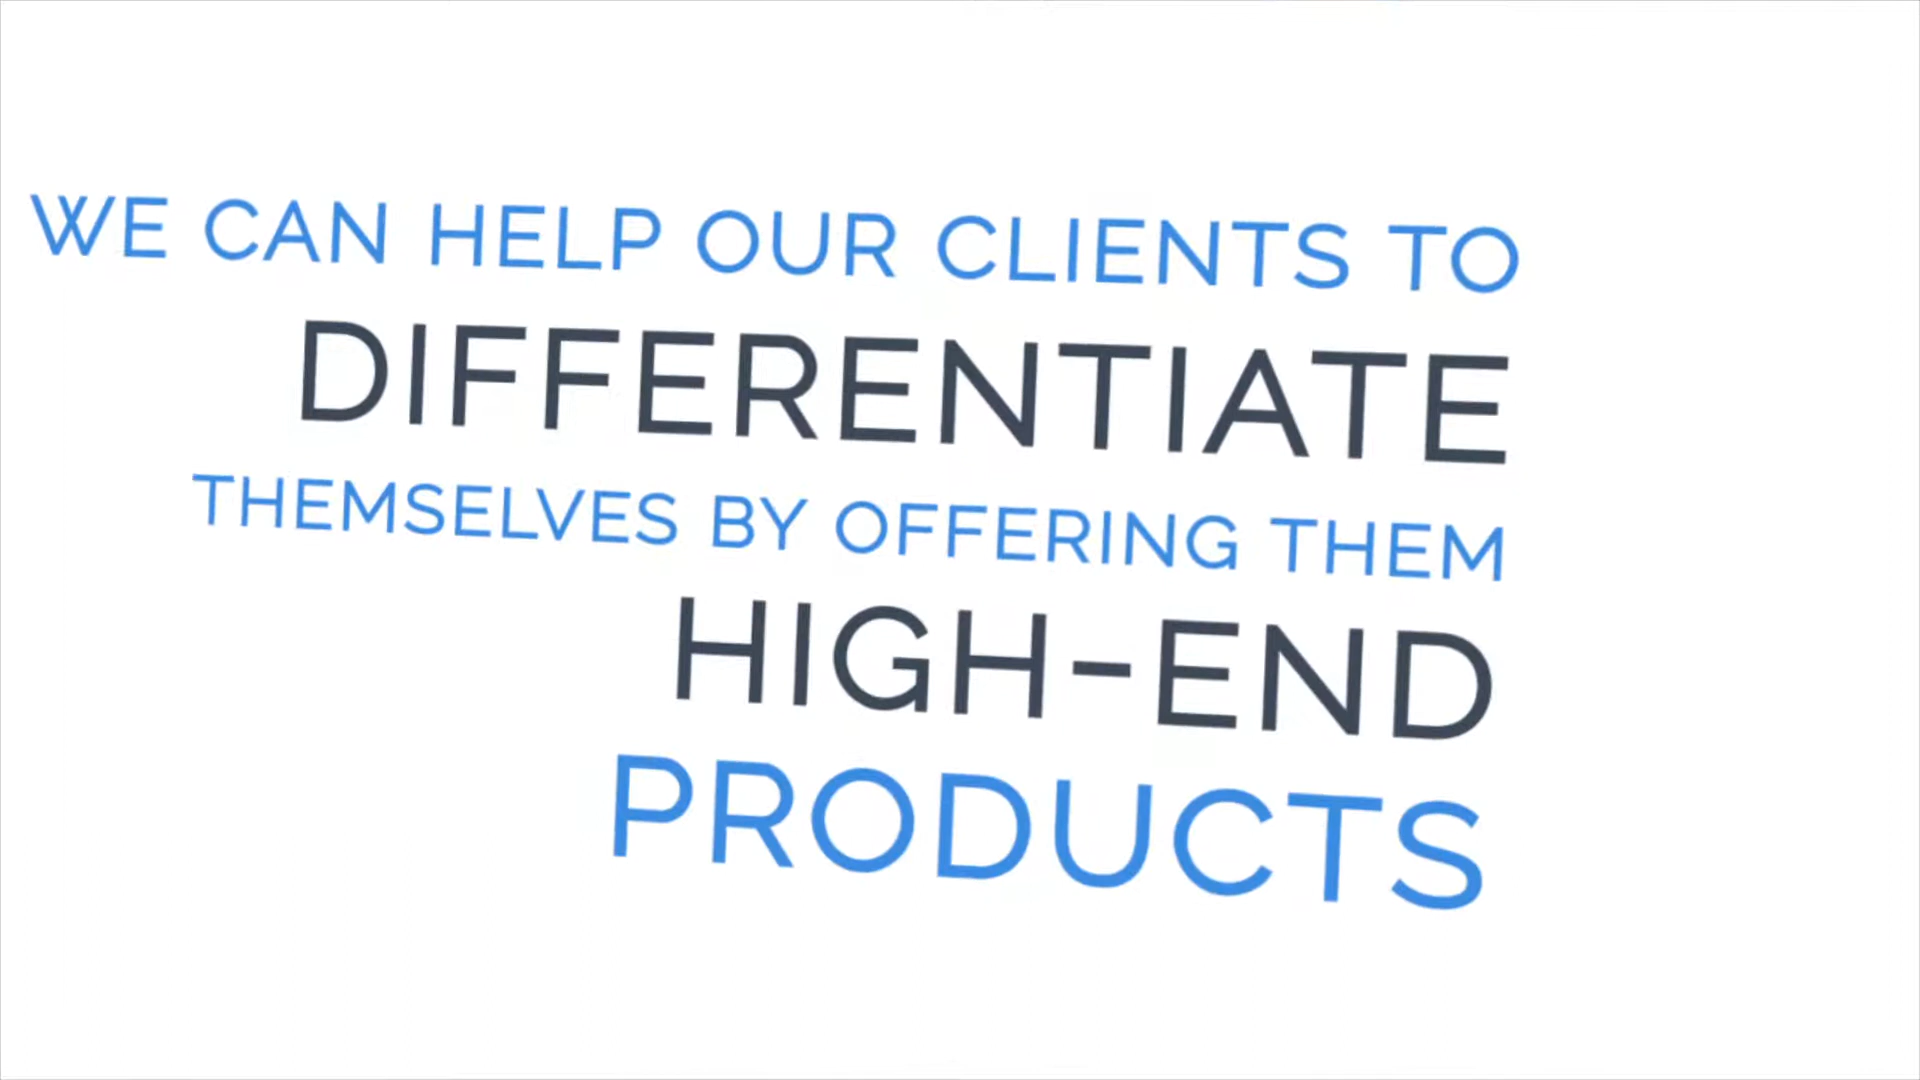 WE CAN HELP OUR CLIENTS TO
DIFFERENTIATE
THEMSELVES BY OFFERING THEM
HIGH-END
PRODUCTS